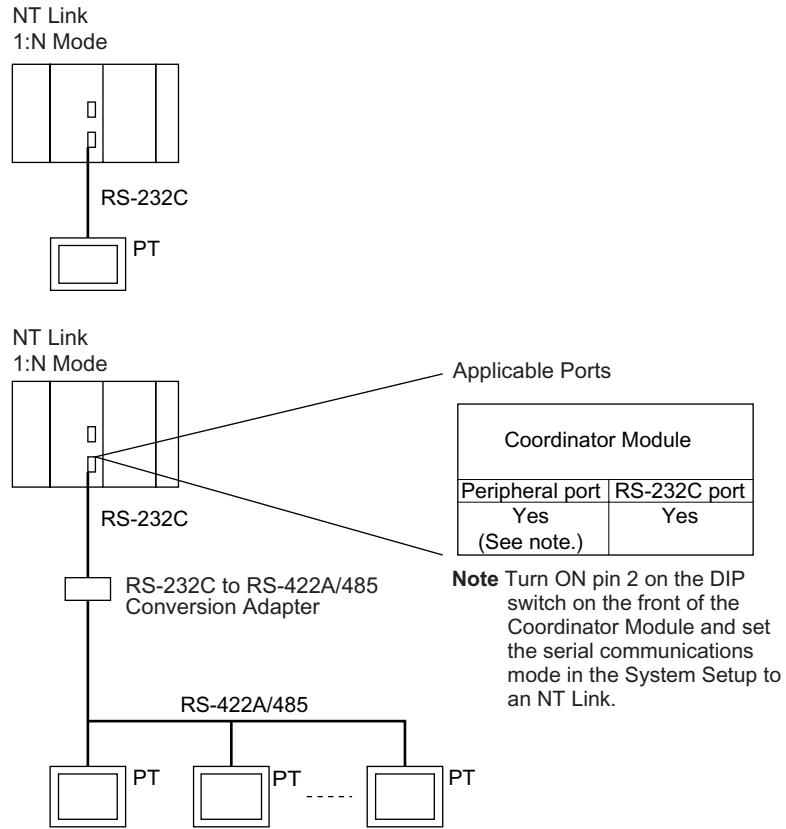 NT Link
1:N Mode
RS-232C
PT
NT Link
1:N Mode
Applicable Ports
Coordinator Module
Peripheral port RS-232C port
Yes Yes
(See note.)
RS-232C
RS-232C to RS-422A/485
Conversion Adapter
Note Turn ON pin 2 on the DIP
switch on the front of the
Coordinator Module and set
the serial communications
mode in the System Setup to
an NT Link.
RS-422A/485
PT PT PT